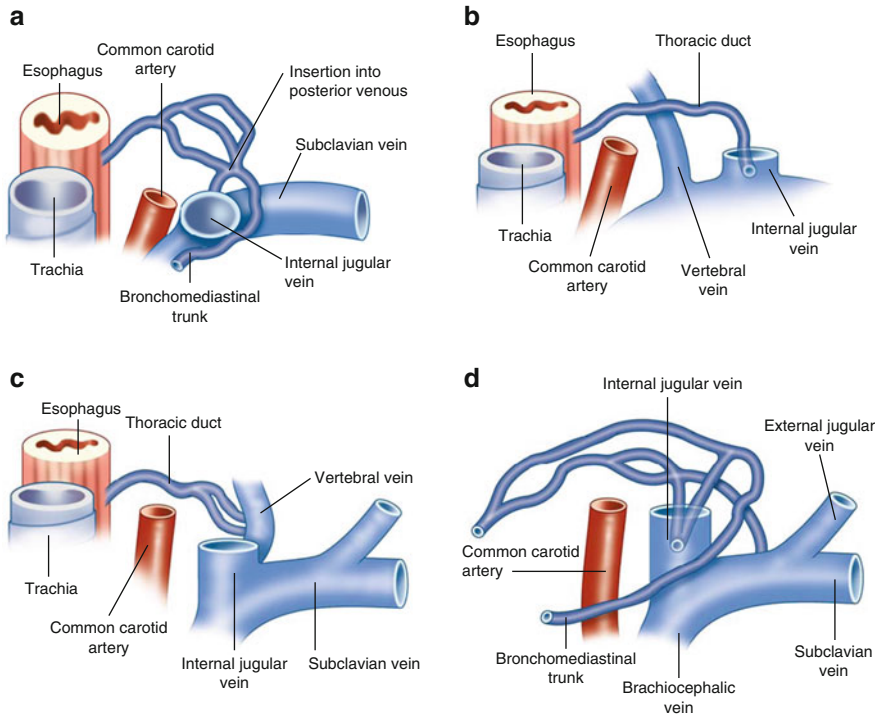 a
Common carotid
artery
Esophagus
Insertion into
posterior venous
Subclavian vein
Trachia
Internal jugular
vein
Bronchomediastinal
trunk
b
Esophagus
Thoracic duct
Trachia
Internal jugular
vein
Common carotid
artery
Vertebral
vein
c
Esophagus
Thoracic duct
Vertebral vein
Trachia
Common carotid
artery
Internal jugular
vein
Subclavian vein
d
Internal jugular vein
External jugular
vein
Common carotid
artery
Bronchomediastinal
trunk
Brachiocephalic
vein
Subclavian
vein